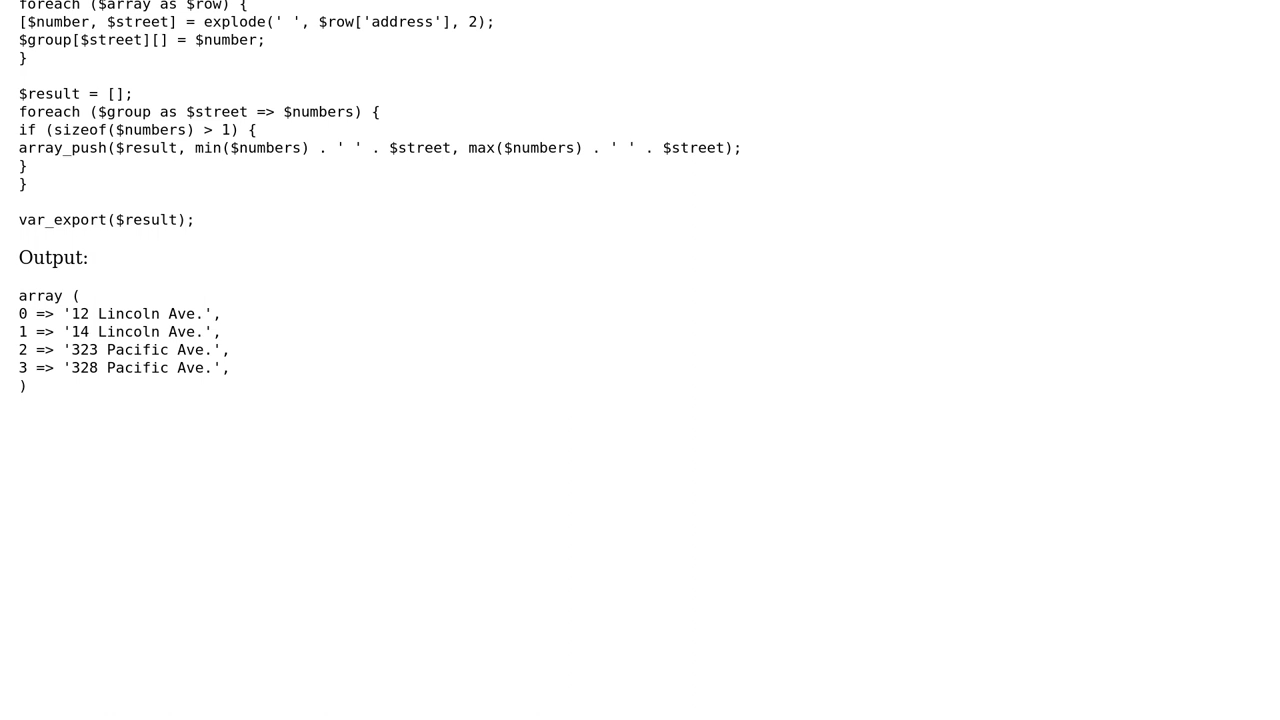 foreach ($array as $row) {
[$number, $street] = explode(' ', $row['address'], 2);
$group[$street][] = $number;
}
$result = [];
foreach ($group as $street => $numbers) {
if (sizeof($numbers) > 1) {
array_push($result, min($numbers) . ' ' . $street, max($numbers) . ' ' . $street);
}
}
var_export($result);
Output:
array (
0 => '12 Lincoln Ave.',
1 => '14 Lincoln Ave.',
2 => '323 Pacific Ave.',
3 => '328 Pacific Ave.',
)